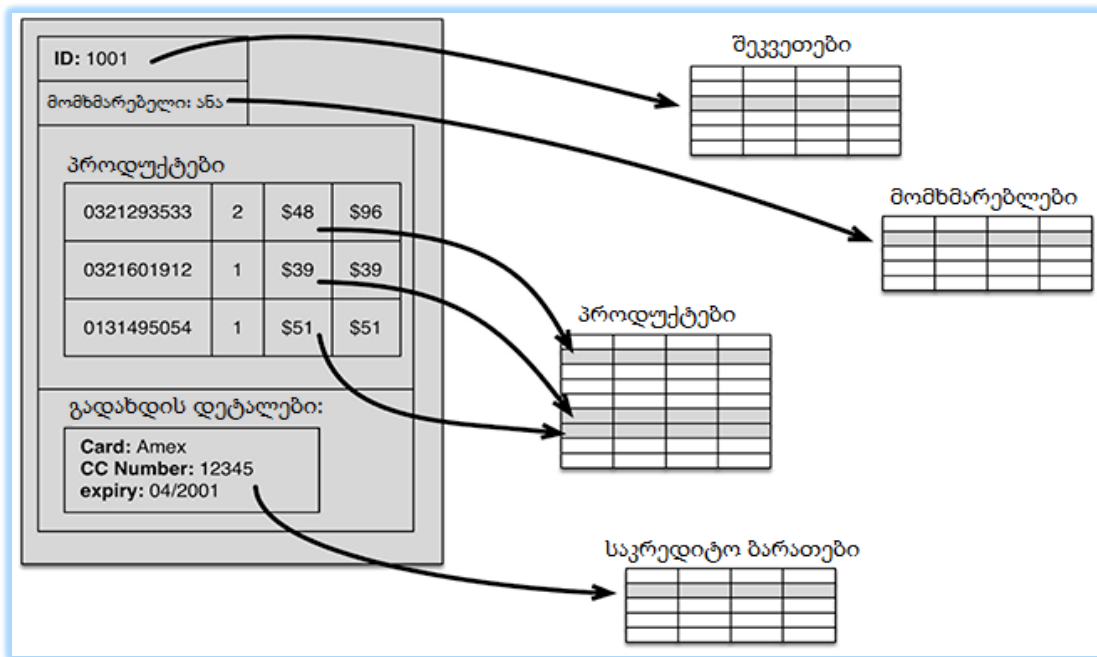 ID: 1001
მომხმარებელი: ანა
პროდუქტები
0321293533 2 $48 $96
0321601912 1 $39 $39
0131495054 1 $51 $51
გადახდის დეტალები:
Card: Amex
CC Number: 12345
expiry: 04/2001
შეკვეთები
მომხმარებლები
პროდუქტები
საკრედიტო ბარათები